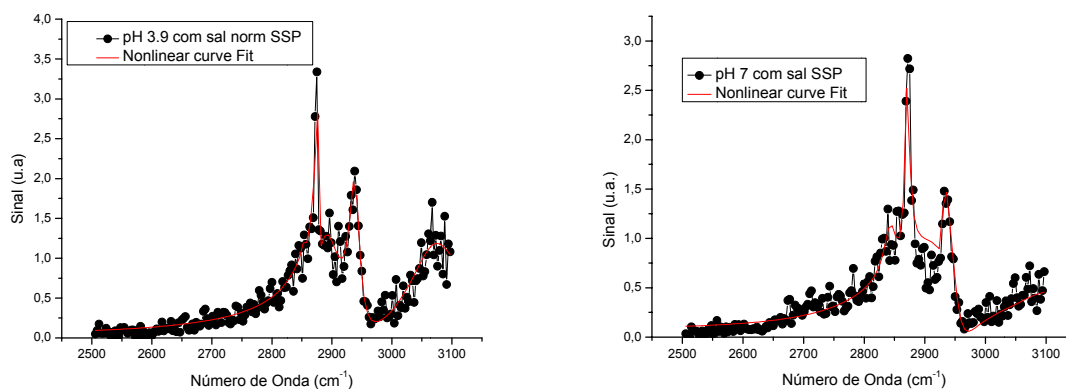 4,0
3,5
3,0
2,5
2,0
1,5
1,0
0,5
0,0
Sinal (u.a)
pH 3.9 com sal norm SSP
Nonlinear curve Fit
2500 2600 2700 2800 2900 3000 3100
Número de Onda (cm⁻¹)
3,0
2,5
2,0
1,5
1,0
0,5
0,0
Sinal (u.a.)
pH 7 com sal SSP
Nonlinear curve Fit
2500 2600 2700 2800 2900 3000 3100
Número de Onda (cm⁻¹)